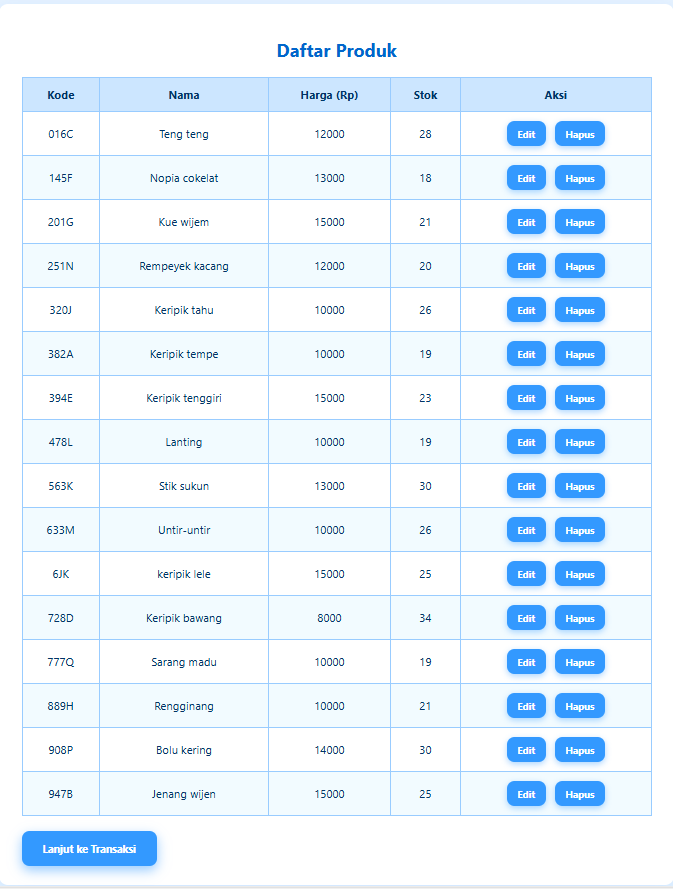 Daftar Produk
Kode Nama Harga (Rp) Stok Aksi
016C Teng teng 12000 28 Edit Hapus
145F Nopia cokelat 13000 18 Edit Hapus
201G Kue wijem 15000 21 Edit Hapus
251N Rempeyek kacang 12000 20 Edit Hapus
320J Keripik tahu 10000 26 Edit Hapus
382A Keripik tempe 10000 19 Edit Hapus
394E Keripik tenggiri 15000 23 Edit Hapus
478L Lanting 10000 19 Edit Hapus
563K Stik sukun 13000 30 Edit Hapus
633M Untir-untir 10000 26 Edit Hapus
6JK keripik lele 15000 25 Edit Hapus
728D Keripik bawang 8000 34 Edit Hapus
777Q Sarang madu 10000 19 Edit Hapus
889H Rengginang 10000 21 Edit Hapus
908P Bolu kering 14000 30 Edit Hapus
947B Jenang wijen 15000 25 Edit Hapus
Lanjut ke Transaksi